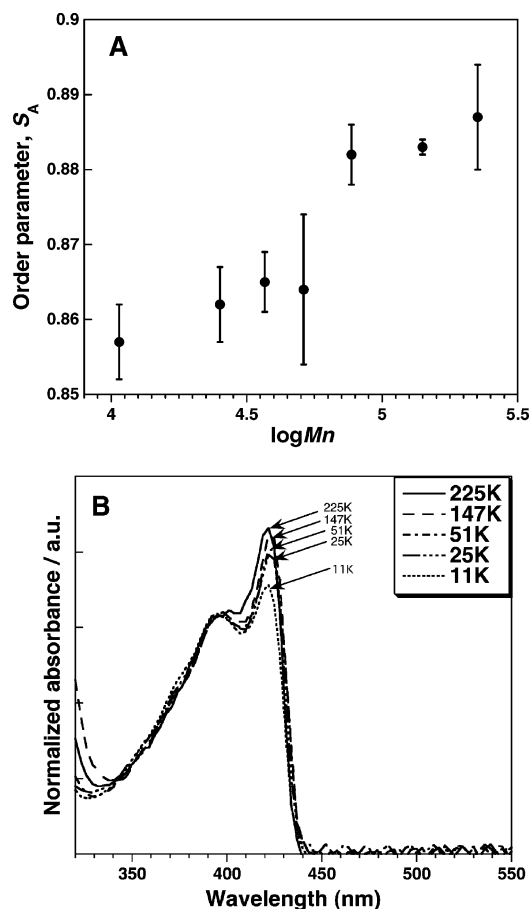 0.9
A
0.89
0.88
0.87
0.86
0.85
Order parameter, S_A
4
4.5
5
5.5
logMn
B
225K
147K
51K
25K
11K
225K
147K
51K
25K
11K
Normalized absorbance / a.u.
350
400
450
500
550
Wavelength (nm)